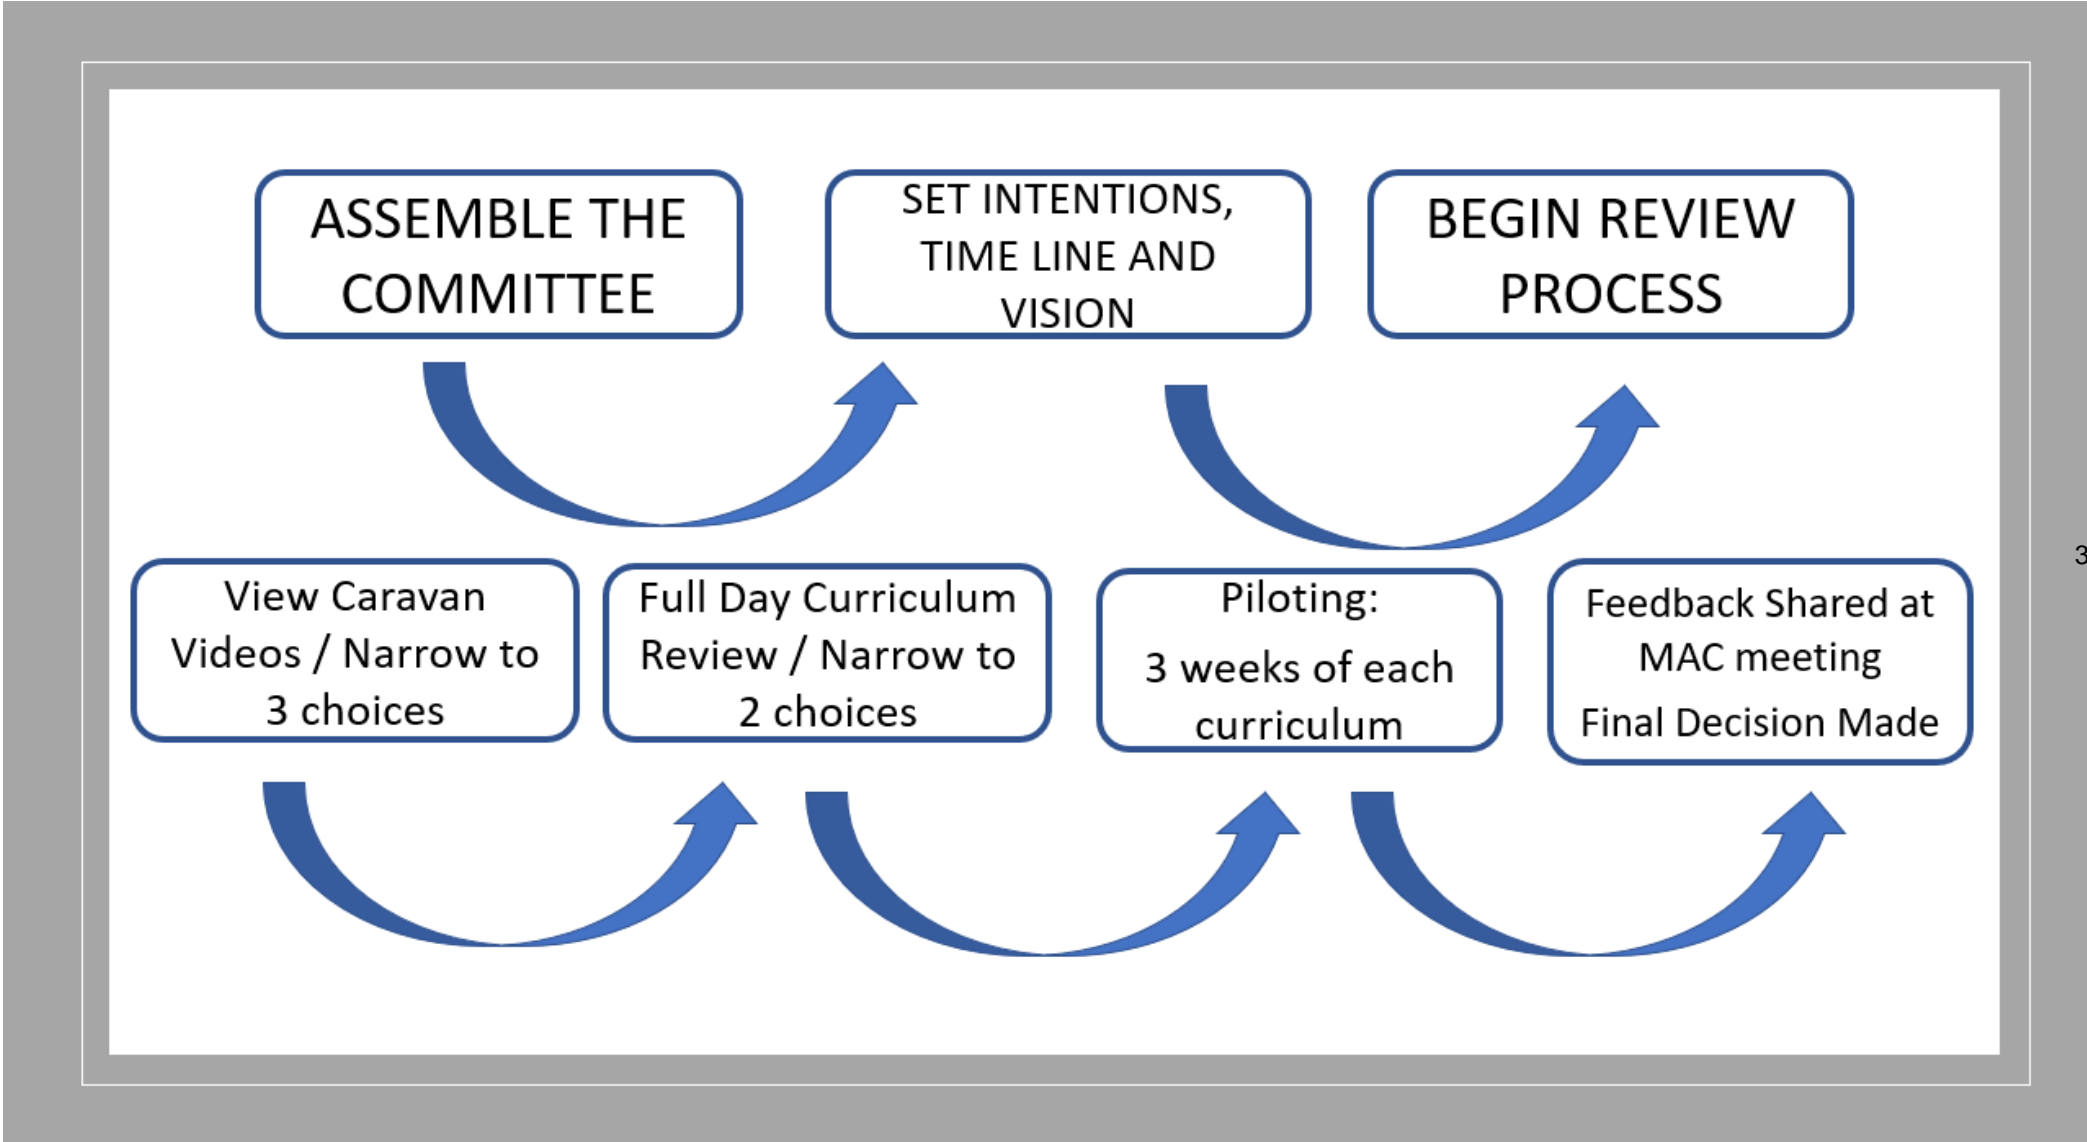 ASSEMBLE THE
COMMITTEE
SET INTENTIONS,
TIME LINE AND
VISION
BEGIN REVIEW
PROCESS
View Caravan
Videos / Narrow to
3 choices
Full Day Curriculum
Review / Narrow to
2 choices
Piloting:
3 weeks of each
curriculum
Feedback Shared at
MAC meeting
Final Decision Made
3